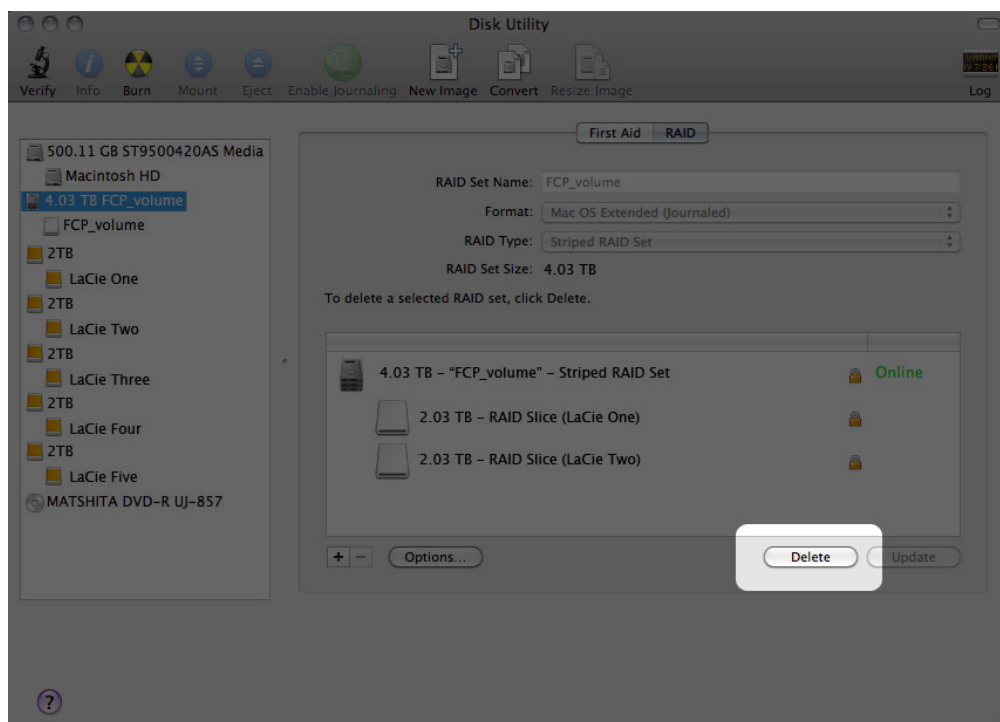 Disk Utility
Verify Info Burn Mount Eject Enable Journaling New Image Convert Resize Image Log
500.11 GB ST9500420AS Media
Macintosh HD
4.03 TB FCP_volume
FCP_volume
2TB
LaCie One
2TB
LaCie Two
2TB
LaCie Three
2TB
LaCie Four
2TB
LaCie Five
MATSHITA DVD-R UJ-857
First Aid RAID
RAID Set Name: FCP_volume
Format: Mac OS Extended (Journaled)
RAID Type: Striped RAID Set
RAID Set Size: 4.03 TB
To delete a selected RAID set, click Delete.
4.03 TB – “FCP_volume” – Striped RAID Set Online
2.03 TB – RAID Slice (LaCie One)
2.03 TB – RAID Slice (LaCie Two)
+ − Options... Delete Update
?